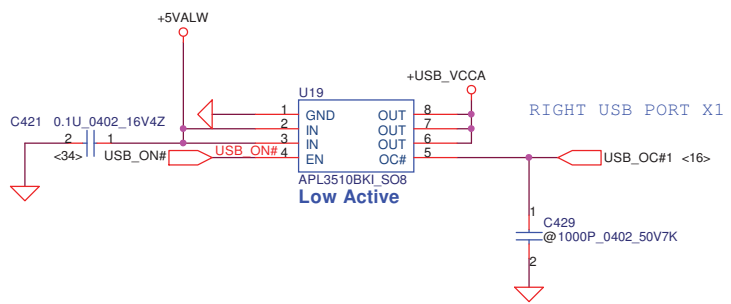 +5VALW
U19
+USB_VCCA
RIGHT USB PORT X1
C421 0.1U_0402_16V4Z
1 GND OUT 8
2 IN OUT 7
3 IN OUT 6
4 EN OC# 5
2 1
<34> USB_ON# USB_ON#
USB_OC#1 <16>
APL3510BKI_SO8
Low Active
1
C429
@1000P_0402_50V7K
2